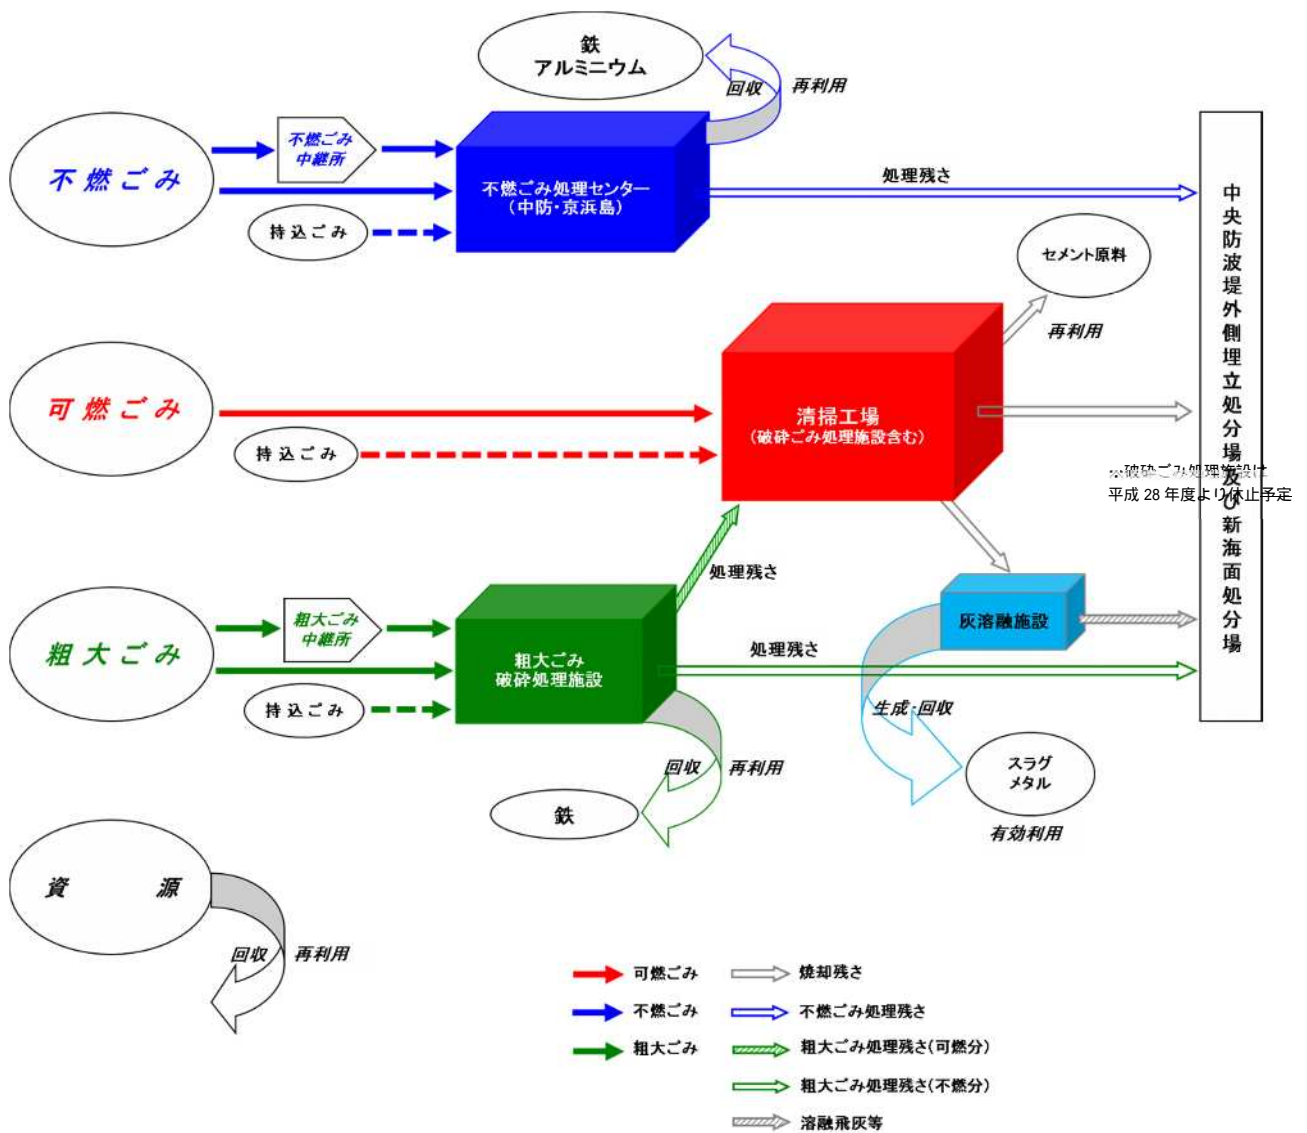 鉄
アルミニウム
回収
再利用
不燃ごみ
不燃ごみ
中継所
持込ごみ
不燃ごみ処理センター
（中防・京浜島）
処理残さ
セメント原料
再利用
可燃ごみ
持込ごみ
清掃工場
（破砕ごみ処理施設含む）
※破砕ごみ処理施設は
平成 28 年度より休止予定
中央防波堤外側埋立処分場及び新海面処分場
処理残さ
粗大ごみ
粗大ごみ
中継所
持込ごみ
粗大ごみ
破砕処理施設
処理残さ
灰溶融施設
生成・回収
スラグ
メタル
有効利用
回収
再利用
鉄
資源
回収
再利用
可燃ごみ
焼却残さ
不燃ごみ
不燃ごみ処理残さ
粗大ごみ
粗大ごみ処理残さ（可燃分）
粗大ごみ処理残さ（不燃分）
溶融飛灰等